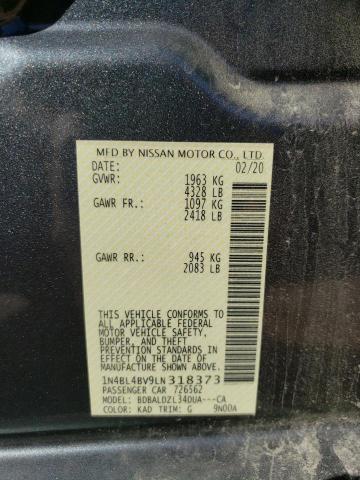 MFD BY NISSAN MOTOR CO., LTD.
DATE: 02/20
GVWR: 1963 KG
4328 LB
GAWR FR.: 1097 KG
2418 LB
GAWR RR.: 945 KG
2083 LB
THIS VEHICLE CONFORMS TO ALL
APPLICABLE U.S. FEDERAL
MOTOR VEHICLE SAFETY,
BUMPER, AND THEFT
PREVENTION STANDARDS
IN EFFECT ON THE DATE OF
MANUFACTURE SHOWN ABOVE.
1N4BL4BV9LN318373
PASSENGER CAR 726562
MODEL: BDBALDZL34DUA---CA
COLOR: KAD TRIM: G 9N00A